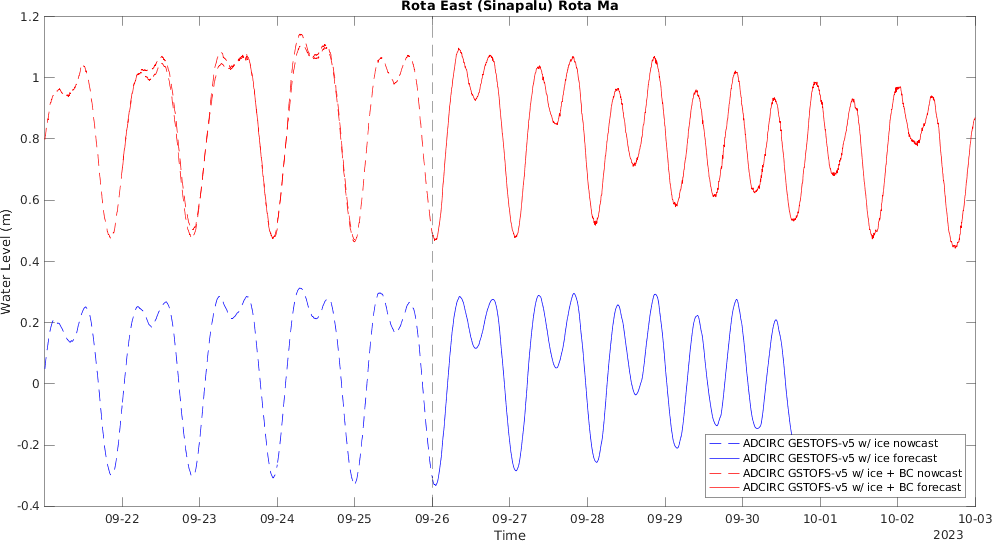 Rota East (Sinapalu) Rota Ma
1.2
1
0.8
0.6
0.4
0.2
0
-0.2
-0.4
Water Level (m)
ADCIRC GESTOFS-v5 w/ ice nowcast
ADCIRC GESTOFS-v5 w/ ice forecast
ADCIRC GSTOFS-v5 w/ ice + BC nowcast
ADCIRC GSTOFS-v5 w/ ice + BC forecast
09-22 09-23 09-24 09-25 09-26 09-27 09-28 09-29 09-30 10-01 10-02 10-03
Time
2023